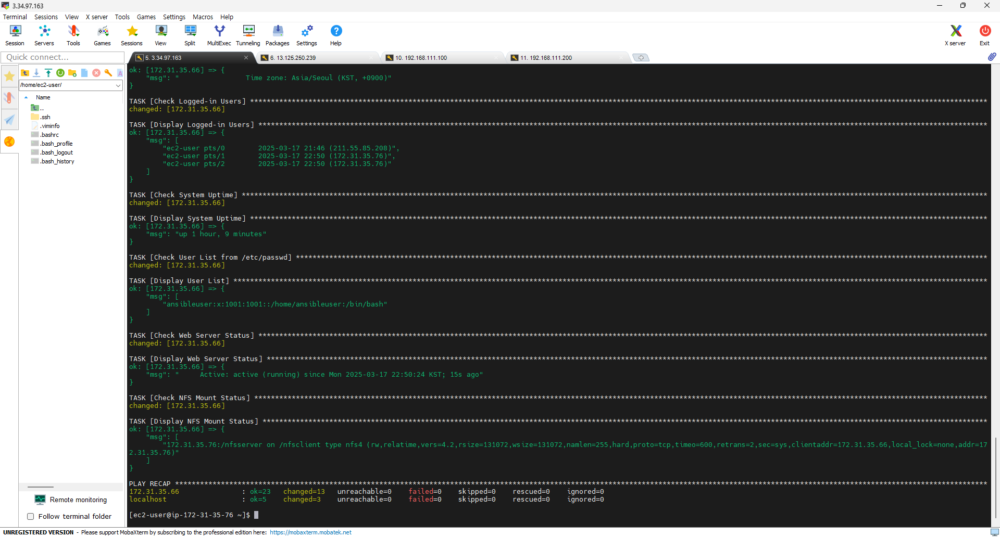 3.34.97.163
Terminal Sessions View X server Tools Games Settings Macros Help
Session Servers Tools Games Sessions View Split MultiExec Tunneling Packages Settings Help X server Exit
Quick connect...
5. 3.34.97.163
6. 13.125.250.239
10. 192.168.111.100
11. 192.168.111.200
/home/ec2-user/
Name
..
.ssh
.viminfo
.bashrc
.bash_profile
.bash_logout
.bash_history
Remote monitoring
Follow terminal folder
ok: [172.31.35.66] => {
    "msg": "                Time zone: Asia/Seoul (KST, +0900)"
}
TASK [Check Logged-in Users] ********************************************************************************
changed: [172.31.35.66]
TASK [Display Logged-in Users] ********************************************************************************
ok: [172.31.35.66] => {
    "msg": [
        "ec2-user pts/0        2025-03-17 21:46 (211.55.85.208)",
        "ec2-user pts/1        2025-03-17 22:50 (172.31.35.76)",
        "ec2-user pts/2        2025-03-17 22:50 (172.31.35.76)"
    ]
}
TASK [Check System Uptime] ********************************************************************************
changed: [172.31.35.66]
TASK [Display System Uptime] ********************************************************************************
ok: [172.31.35.66] => {
    "msg": "up 1 hour, 9 minutes"
}
TASK [Check User List from /etc/passwd] ********************************************************************************
changed: [172.31.35.66]
TASK [Display User List] ********************************************************************************
ok: [172.31.35.66] => {
    "msg": [
        "ansibleuser:x:1001:1001::/home/ansibleuser:/bin/bash"
    ]
}
TASK [Check Web Server Status] ********************************************************************************
changed: [172.31.35.66]
TASK [Display Web Server Status] ********************************************************************************
ok: [172.31.35.66] => {
    "msg": "     Active: active (running) since Mon 2025-03-17 22:50:24 KST; 15s ago"
}
TASK [Check NFS Mount Status] ********************************************************************************
changed: [172.31.35.66]
TASK [Display NFS Mount Status] ********************************************************************************
ok: [172.31.35.66] => {
    "msg": [
        "172.31.35.76:/nfsserver on /nfsclient type nfs4 (rw,relatime,vers=4.2,rsize=131072,wsize=131072,namlen=255,hard,proto=tcp,timeo=600,retrans=2,sec=sys,clientaddr=172.31.35.66,local_lock=none,addr=17
2.31.35.76)"
    ]
}
PLAY RECAP ********************************************************************************
172.31.35.66               : ok=23   changed=13   unreachable=0    failed=0    skipped=0    rescued=0    ignored=0
localhost                  : ok=5    changed=3    unreachable=0    failed=0    skipped=0    rescued=0    ignored=0
[ec2-user@ip-172-31-35-76 ~]$
UNREGISTERED VERSION - Please support MobaXterm by subscribing to the professional edition here: https://mobaxterm.mobatek.net